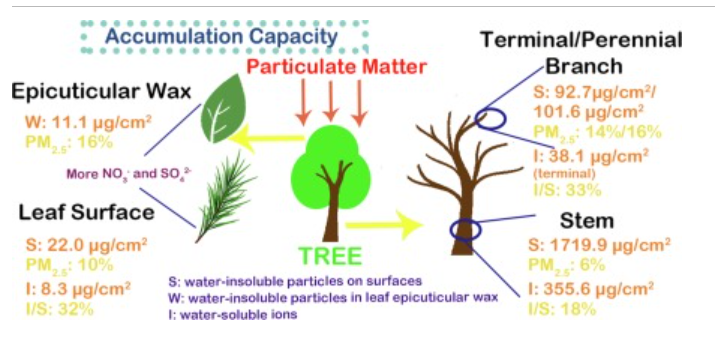 Accumulation Capacity
Particulate Matter
Terminal/Perennial
Branch
S: 92.7µg/cm²/
101.6 µg/cm²
PM₂.₅: 14%/16%
I: 38.1 µg/cm²
(terminal)
I/S: 33%
Epicuticular Wax
W: 11.1 µg/cm²
PM₂.₅: 16%
More NO₃⁻ and SO₄²⁻
Leaf Surface
S: 22.0 µg/cm²
PM₂.₅: 10%
I: 8.3 µg/cm²
I/S: 32%
TREE
S: water-insoluble particles on surfaces
W: water-insoluble particles in leaf epicuticular wax
I: water-soluble ions
Stem
S: 1719.9 µg/cm²
PM₂.₅: 6%
I: 355.6 µg/cm²
I/S: 18%